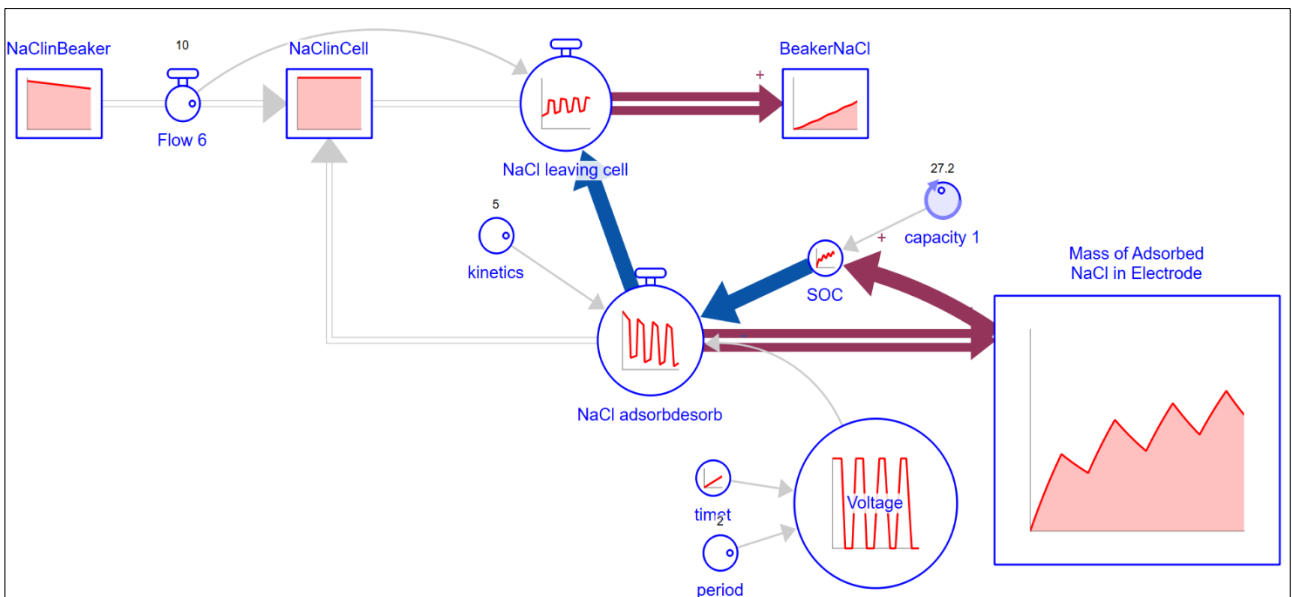 NaClinBeaker
10
Flow 6
NaClinCell
NaCl leaving cell
+
BeakerNaCl
5
kinetics
27.2
capacity 1
+
SOC
Mass of Adsorbed
NaCl in Electrode
NaCl adsorbdesorb
timet
2
period
Voltage